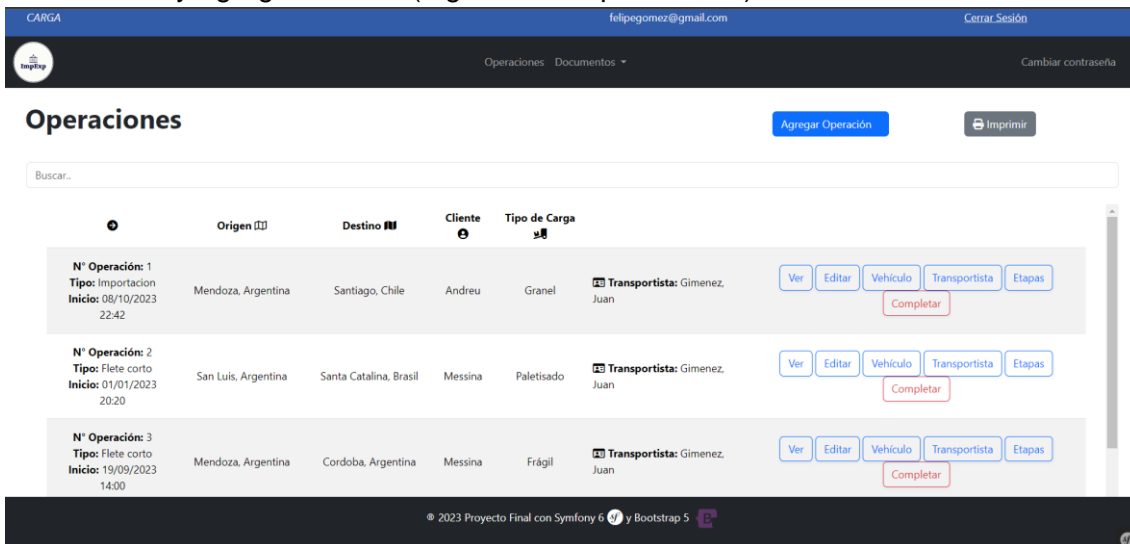 CARGA felipegomez@gmail.com Cerrar Sesión
ImpExp Operaciones Documentos Cambiar contraseña
Operaciones
Agregar Operación Imprimir
Buscar..
Origen Destino Cliente Tipo de Carga
N° Operación: 1
Tipo: Importacion
Inicio: 08/10/2023
22:42
Mendoza, Argentina Santiago, Chile Andreu Granel
Transportista: Gimenez,
Juan
Ver Editar Vehículo Transportista Etapas
Completar
N° Operación: 2
Tipo: Flete corto
Inicio: 01/01/2023
20:20
San Luis, Argentina Santa Catalina, Brasil Messina Paletisado
Transportista: Gimenez,
Juan
Ver Editar Vehículo Transportista Etapas
Completar
N° Operación: 3
Tipo: Flete corto
Inicio: 19/09/2023
14:00
Mendoza, Argentina Cordoba, Argentina Messina Frágil
Transportista: Gimenez,
Juan
Ver Editar Vehículo Transportista Etapas
Completar
® 2023 Proyecto Final con Symfony 6 sf y Bootstrap 5